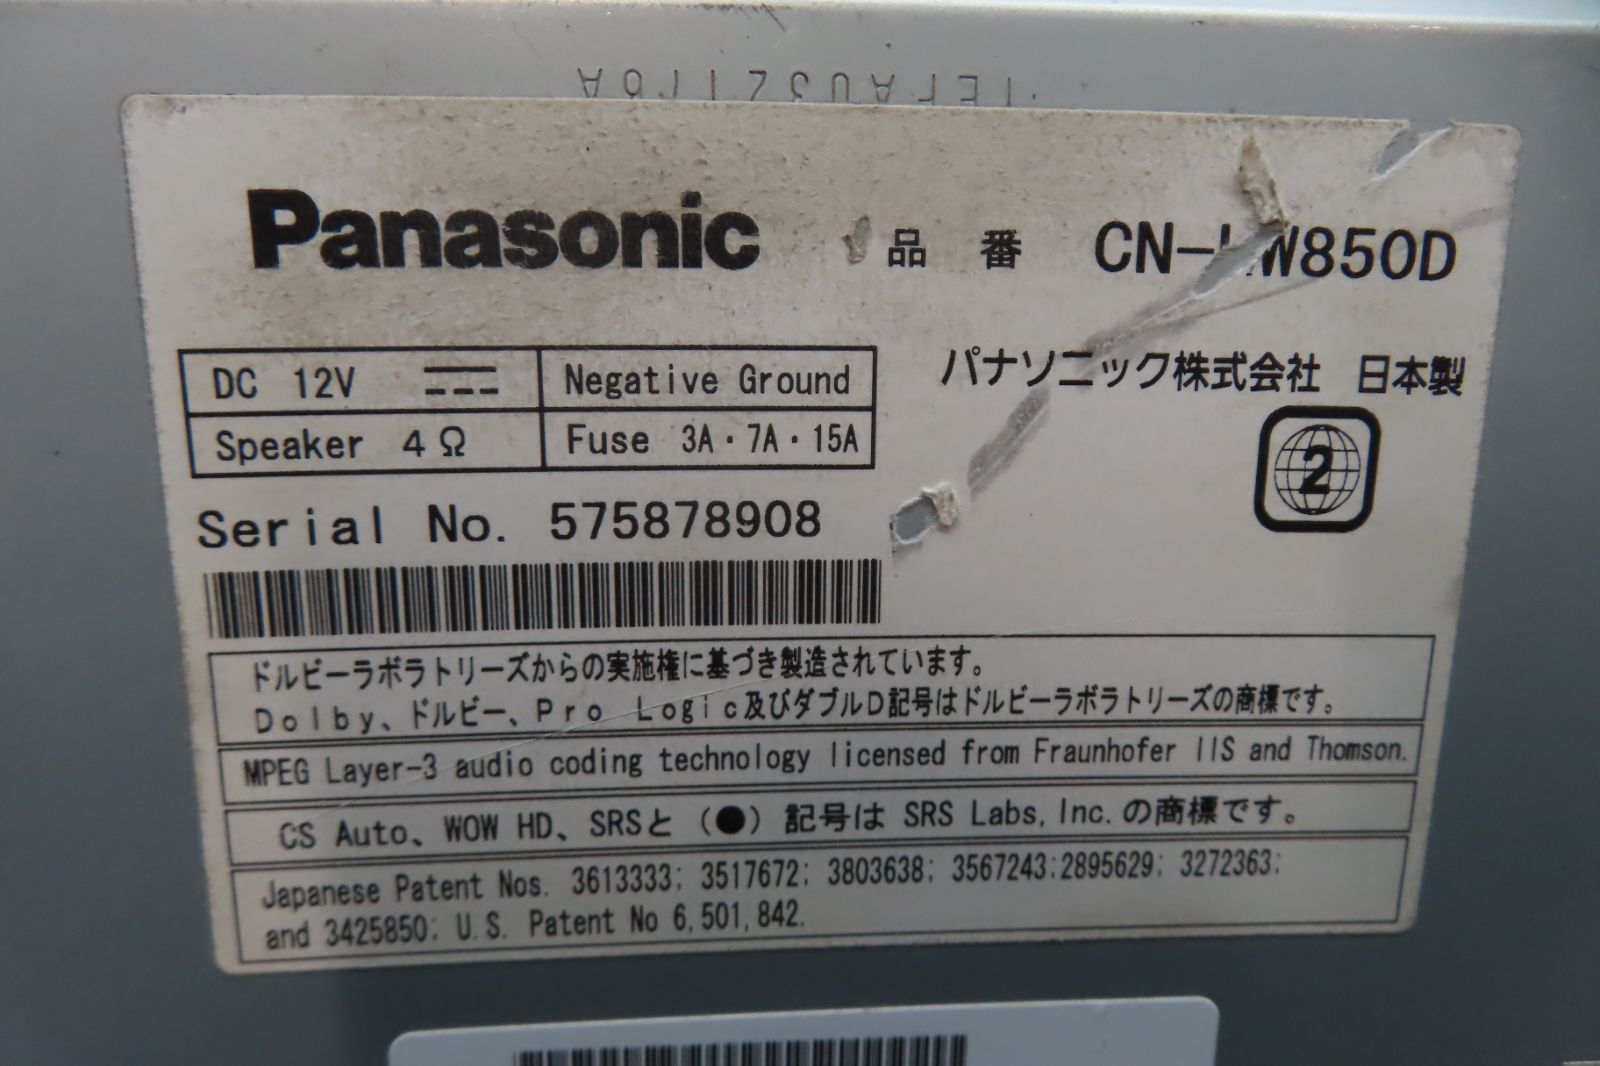 Panasonic 品番 CN-HW850D
DC 12V Negative Ground
Speaker 4Ω Fuse 3A・7A・15A
パナソニック株式会社 日本製
2
Serial No. 575878908
ドルビーラボラトリーズからの実施権に基づき製造されています。
Dolby、ドルビー、Pro Logic及びダブルD記号はドルビーラボラトリーズの商標です。
MPEG Layer-3 audio coding technology licensed from Fraunhofer IIS and Thomson.
CS Auto、WOW HD、SRSと（●）記号は SRS Labs, Inc. の商標です。
Japanese Patent Nos. 3613333; 3517672; 3803638; 3567243;2895629; 3272363;
and 3425850; U.S. Patent No 6,501,842.